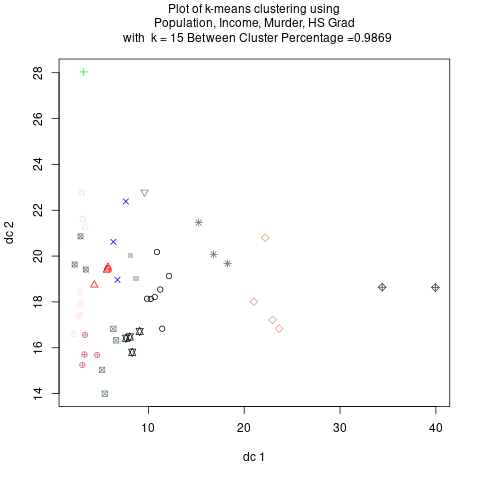 Plot of k-means clustering using
Population, Income, Murder, HS Grad
with k = 15 Between Cluster Percentage =0.9869
28
26
24
22
20
18
16
14
dc 2
10 20 30 40
dc 1